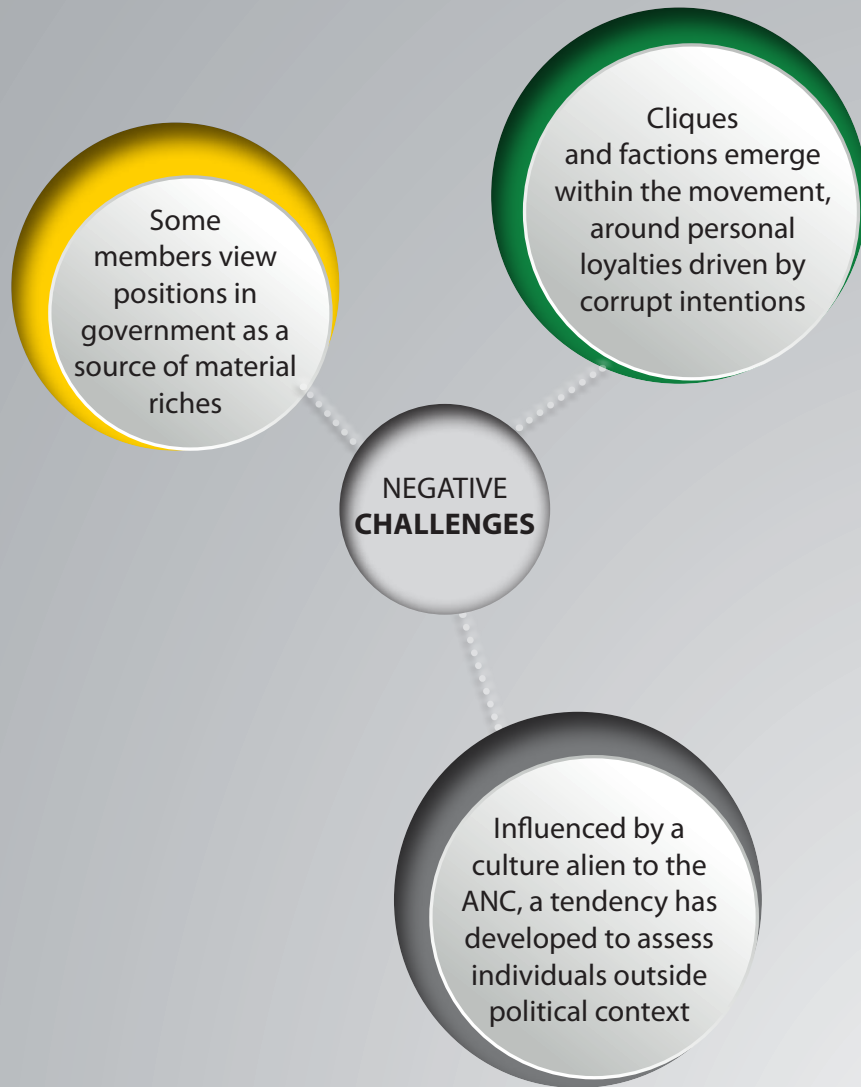 Some
members view
positions in
government as a
source of material
riches
Cliques
and factions emerge
within the movement,
around personal
loyalties driven by
corrupt intentions
NEGATIVE
CHALLENGES
Influenced by a
culture alien to the
ANC, a tendency has
developed to assess
individuals outside
political context